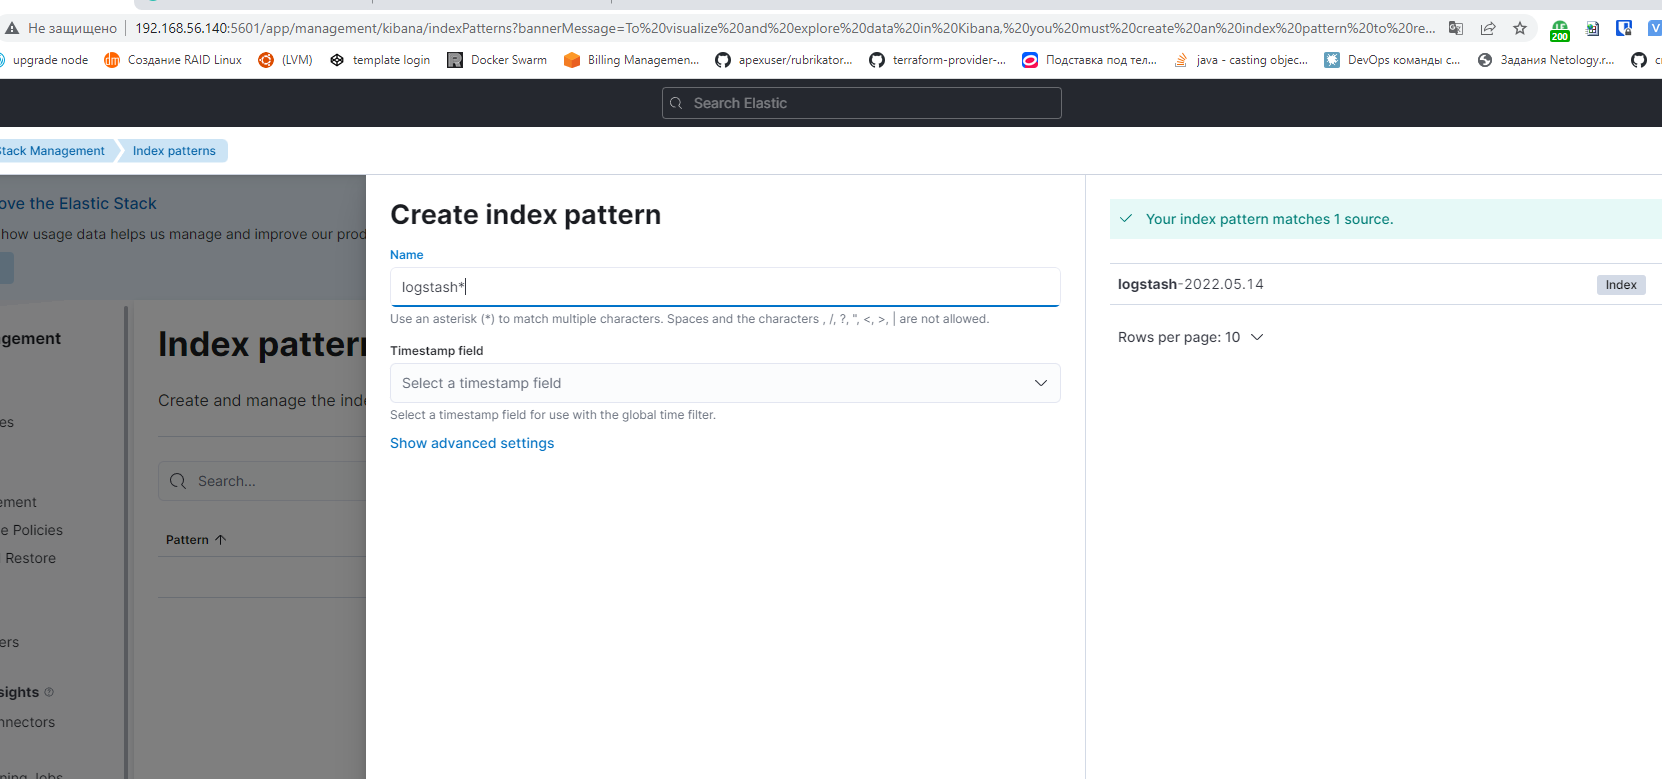 Не защищено 192.168.56.140:5601/app/management/kibana/indexPatterns?bannerMessage=To%20visualize%20and%20explore%20data%20in%20Kibana,%20you%20must%20create%20an%20index%20pattern%20to%20re...
200
upgrade node dm Создание RAID Linux (LVM) template login Docker Swarm Billing Managemen... apexuser/rubrikator... terraform-provider-... Подставка под тел... java - casting objec... DevOps команды с... Задания Netology.r...
Search Elastic
Stack Management Index patterns
ove the Elastic Stack
how usage data helps us manage and improve our prod
Create index pattern
Name
logstash*
Use an asterisk (*) to match multiple characters. Spaces and the characters , /, ?, ", <, >, | are not allowed.
Timestamp field
Select a timestamp field
Select a timestamp field for use with the global time filter.
Show advanced settings
Your index pattern matches 1 source.
logstash-2022.05.14 Index
Rows per page: 10
gement
es
ement
e Policies
Restore
ers
sights
nnectors
ning Jobs
Index pattern
Create and manage the inde
Search...
Pattern